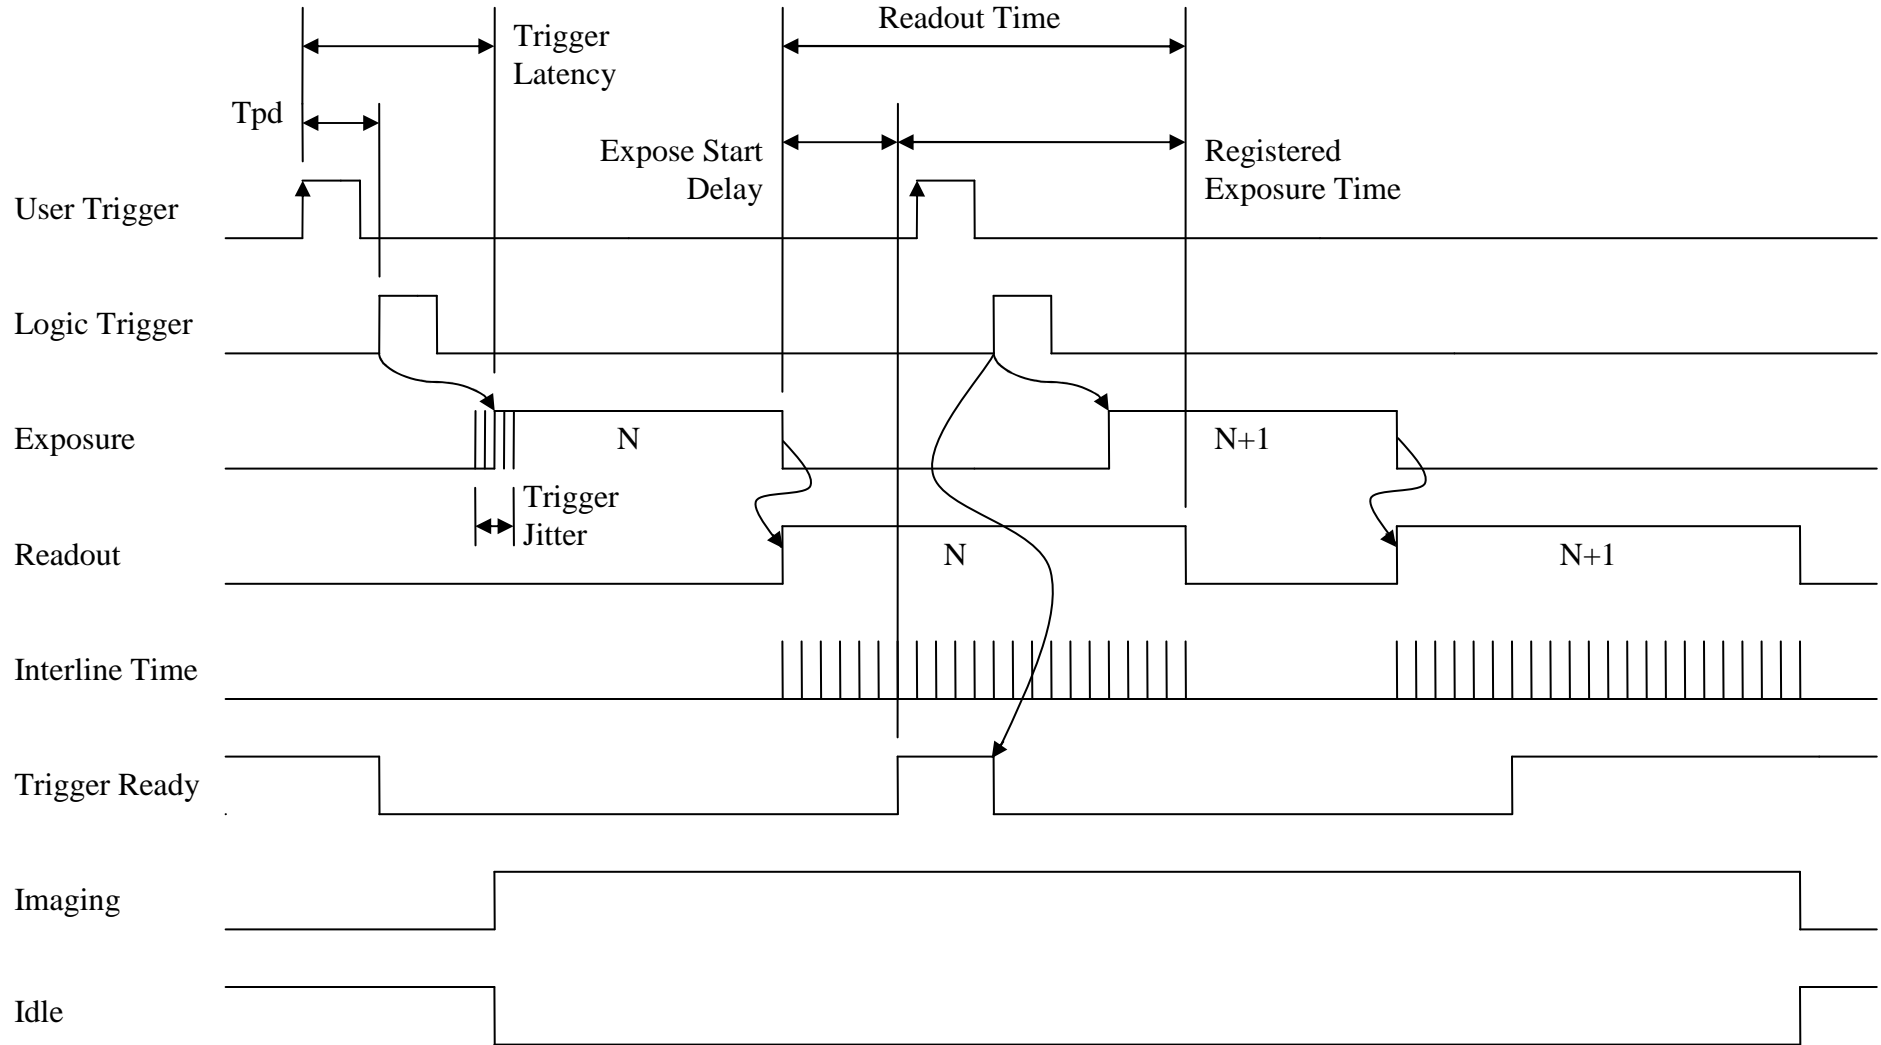 Readout Time
Trigger
Latency
Tpd
Expose Start
Delay
Registered
Exposure Time
User Trigger
Logic Trigger
Exposure
N
N+1
Trigger
Jitter
Readout
N
N+1
Interline Time
Trigger Ready
Imaging
Idle